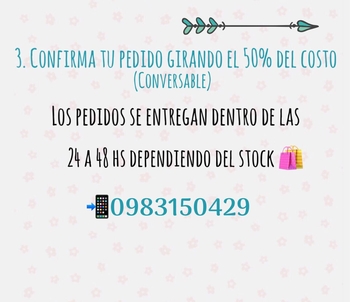 3. Confirma tu pedido girando el 50% del costo
(Conversable)
Los pedidos se entregan dentro de las
24 a 48 hs dependiendo del stock 🛍️
📲0983150429